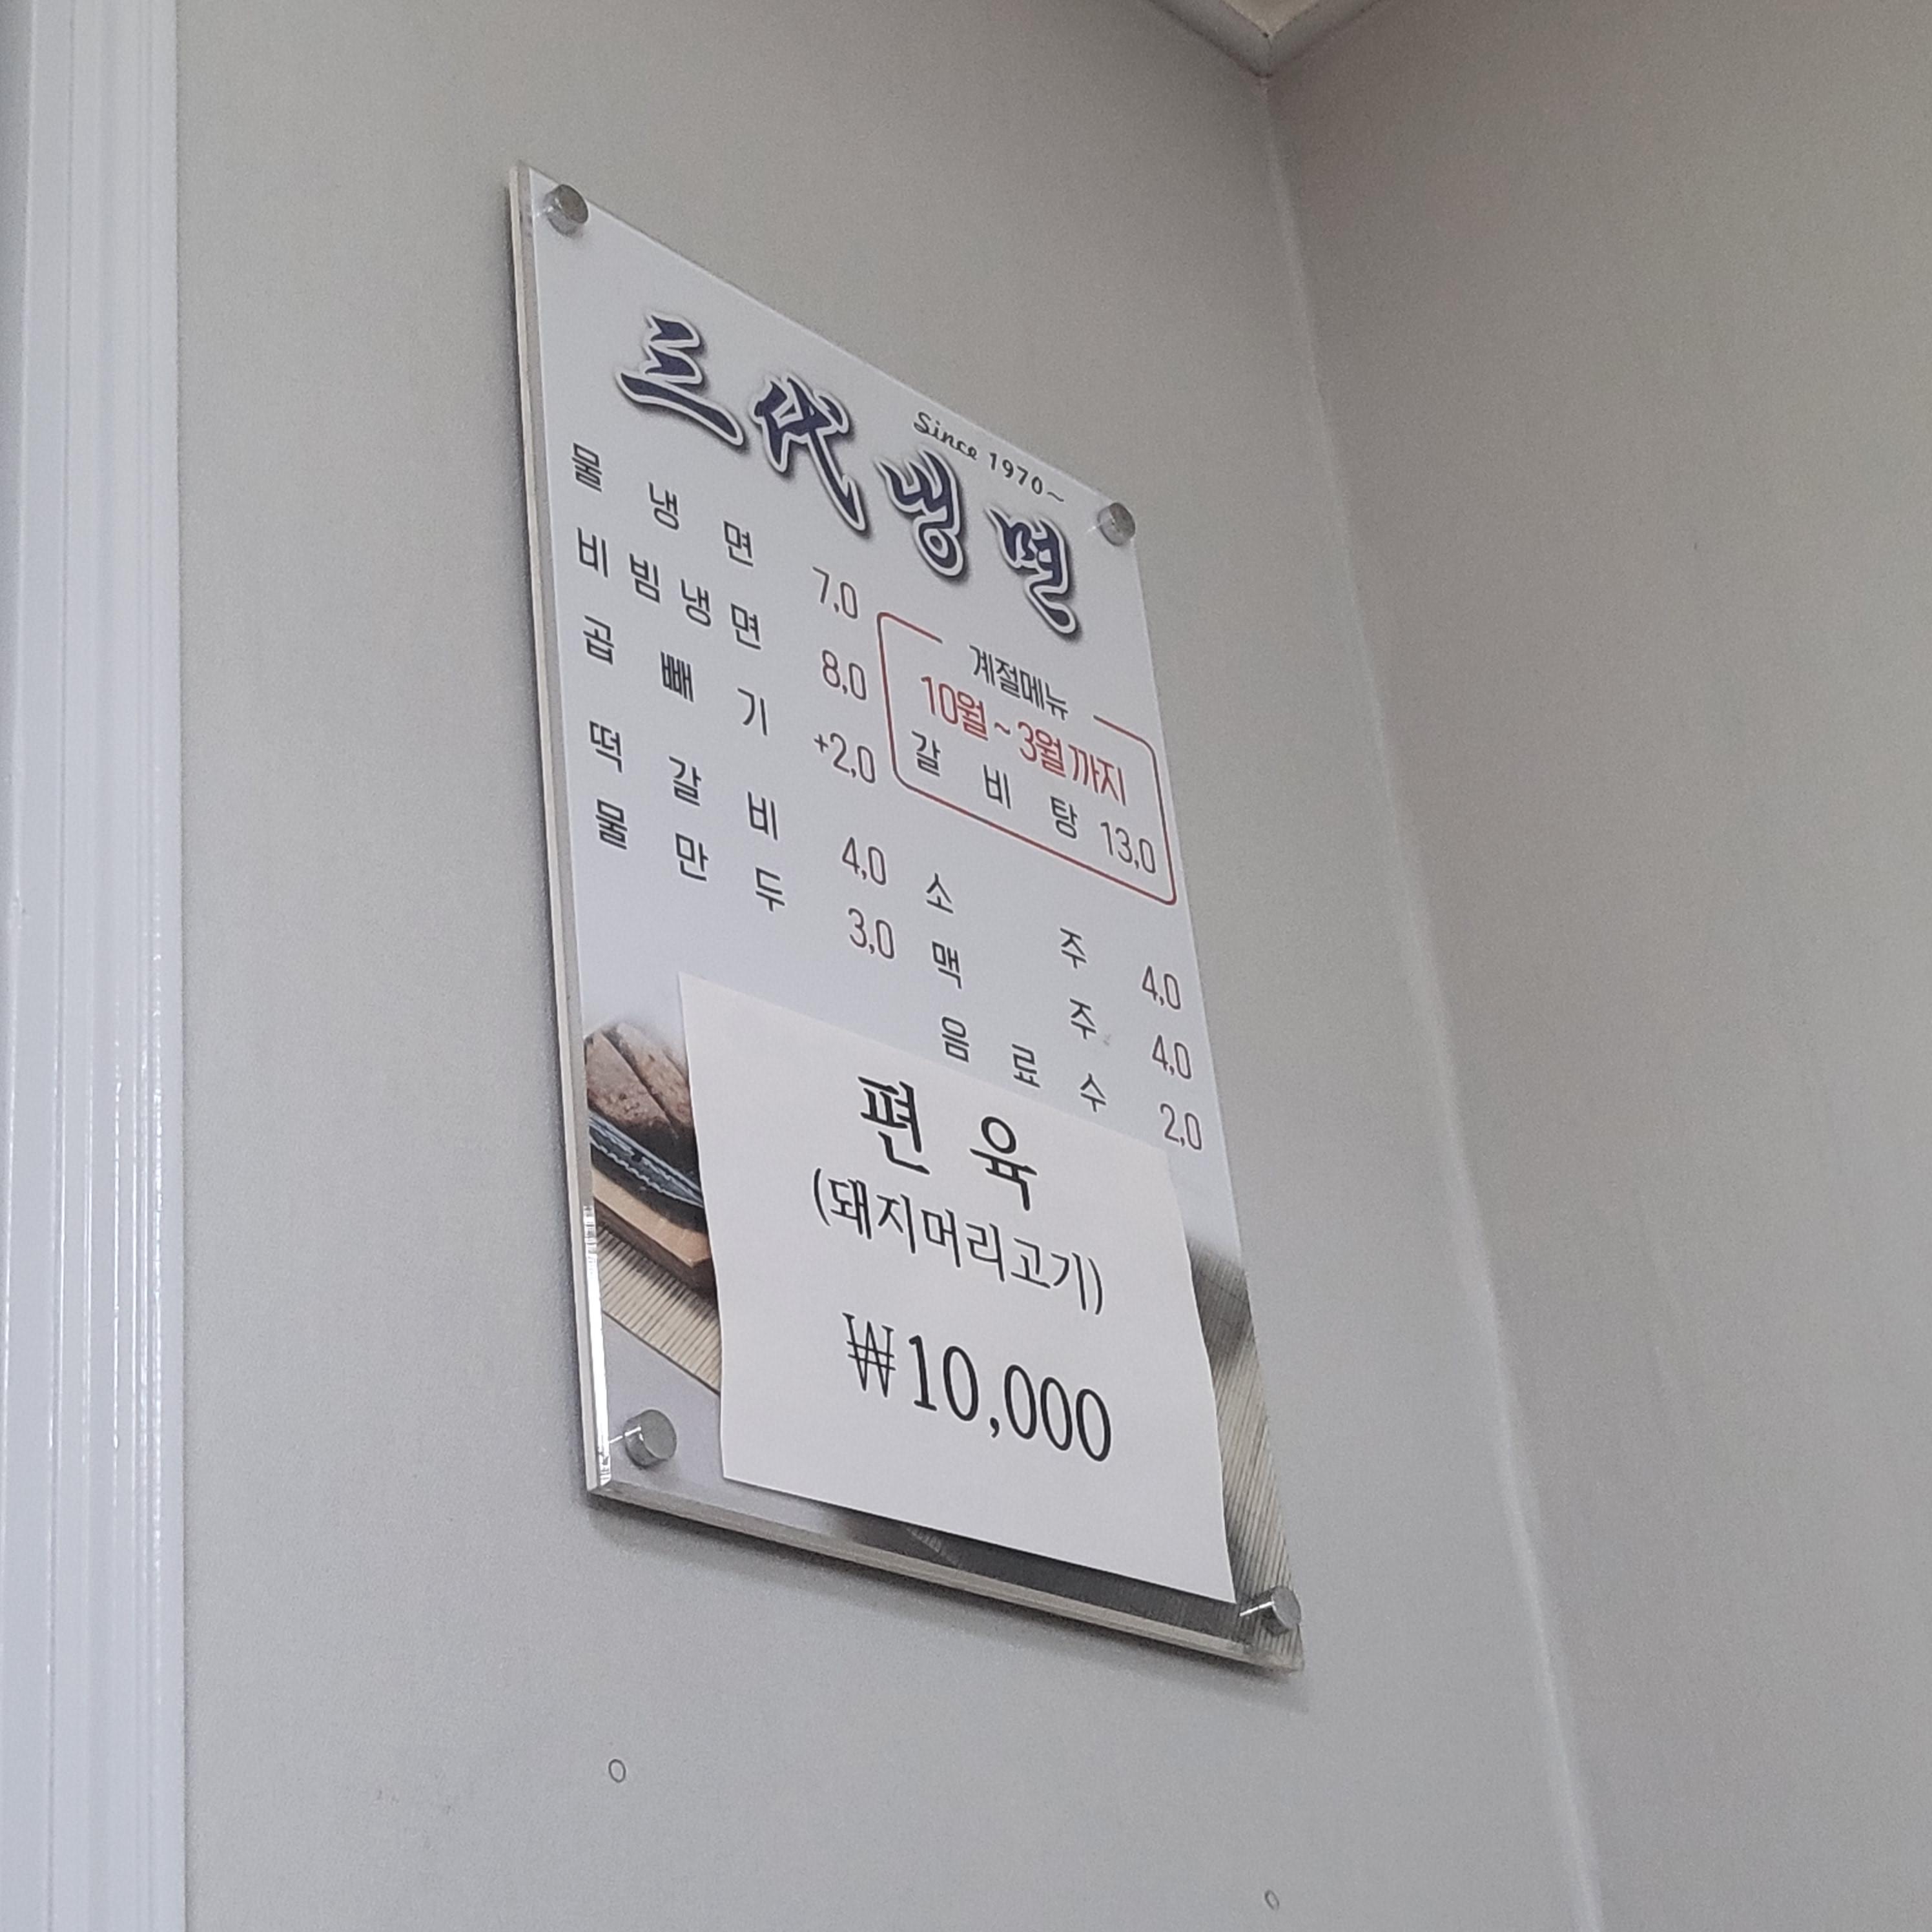 Since 1970~
三代냉면
물냉면 7,0
비빔냉면 8,0
곱빼기 +2,0
떡갈비 4,0
물만두 3,0
계절메뉴
10월~3월까지
갈비탕 13,0
소주 4,0
맥주 4,0
음료수 2,0
편육
(돼지머리고기)
₩10,000